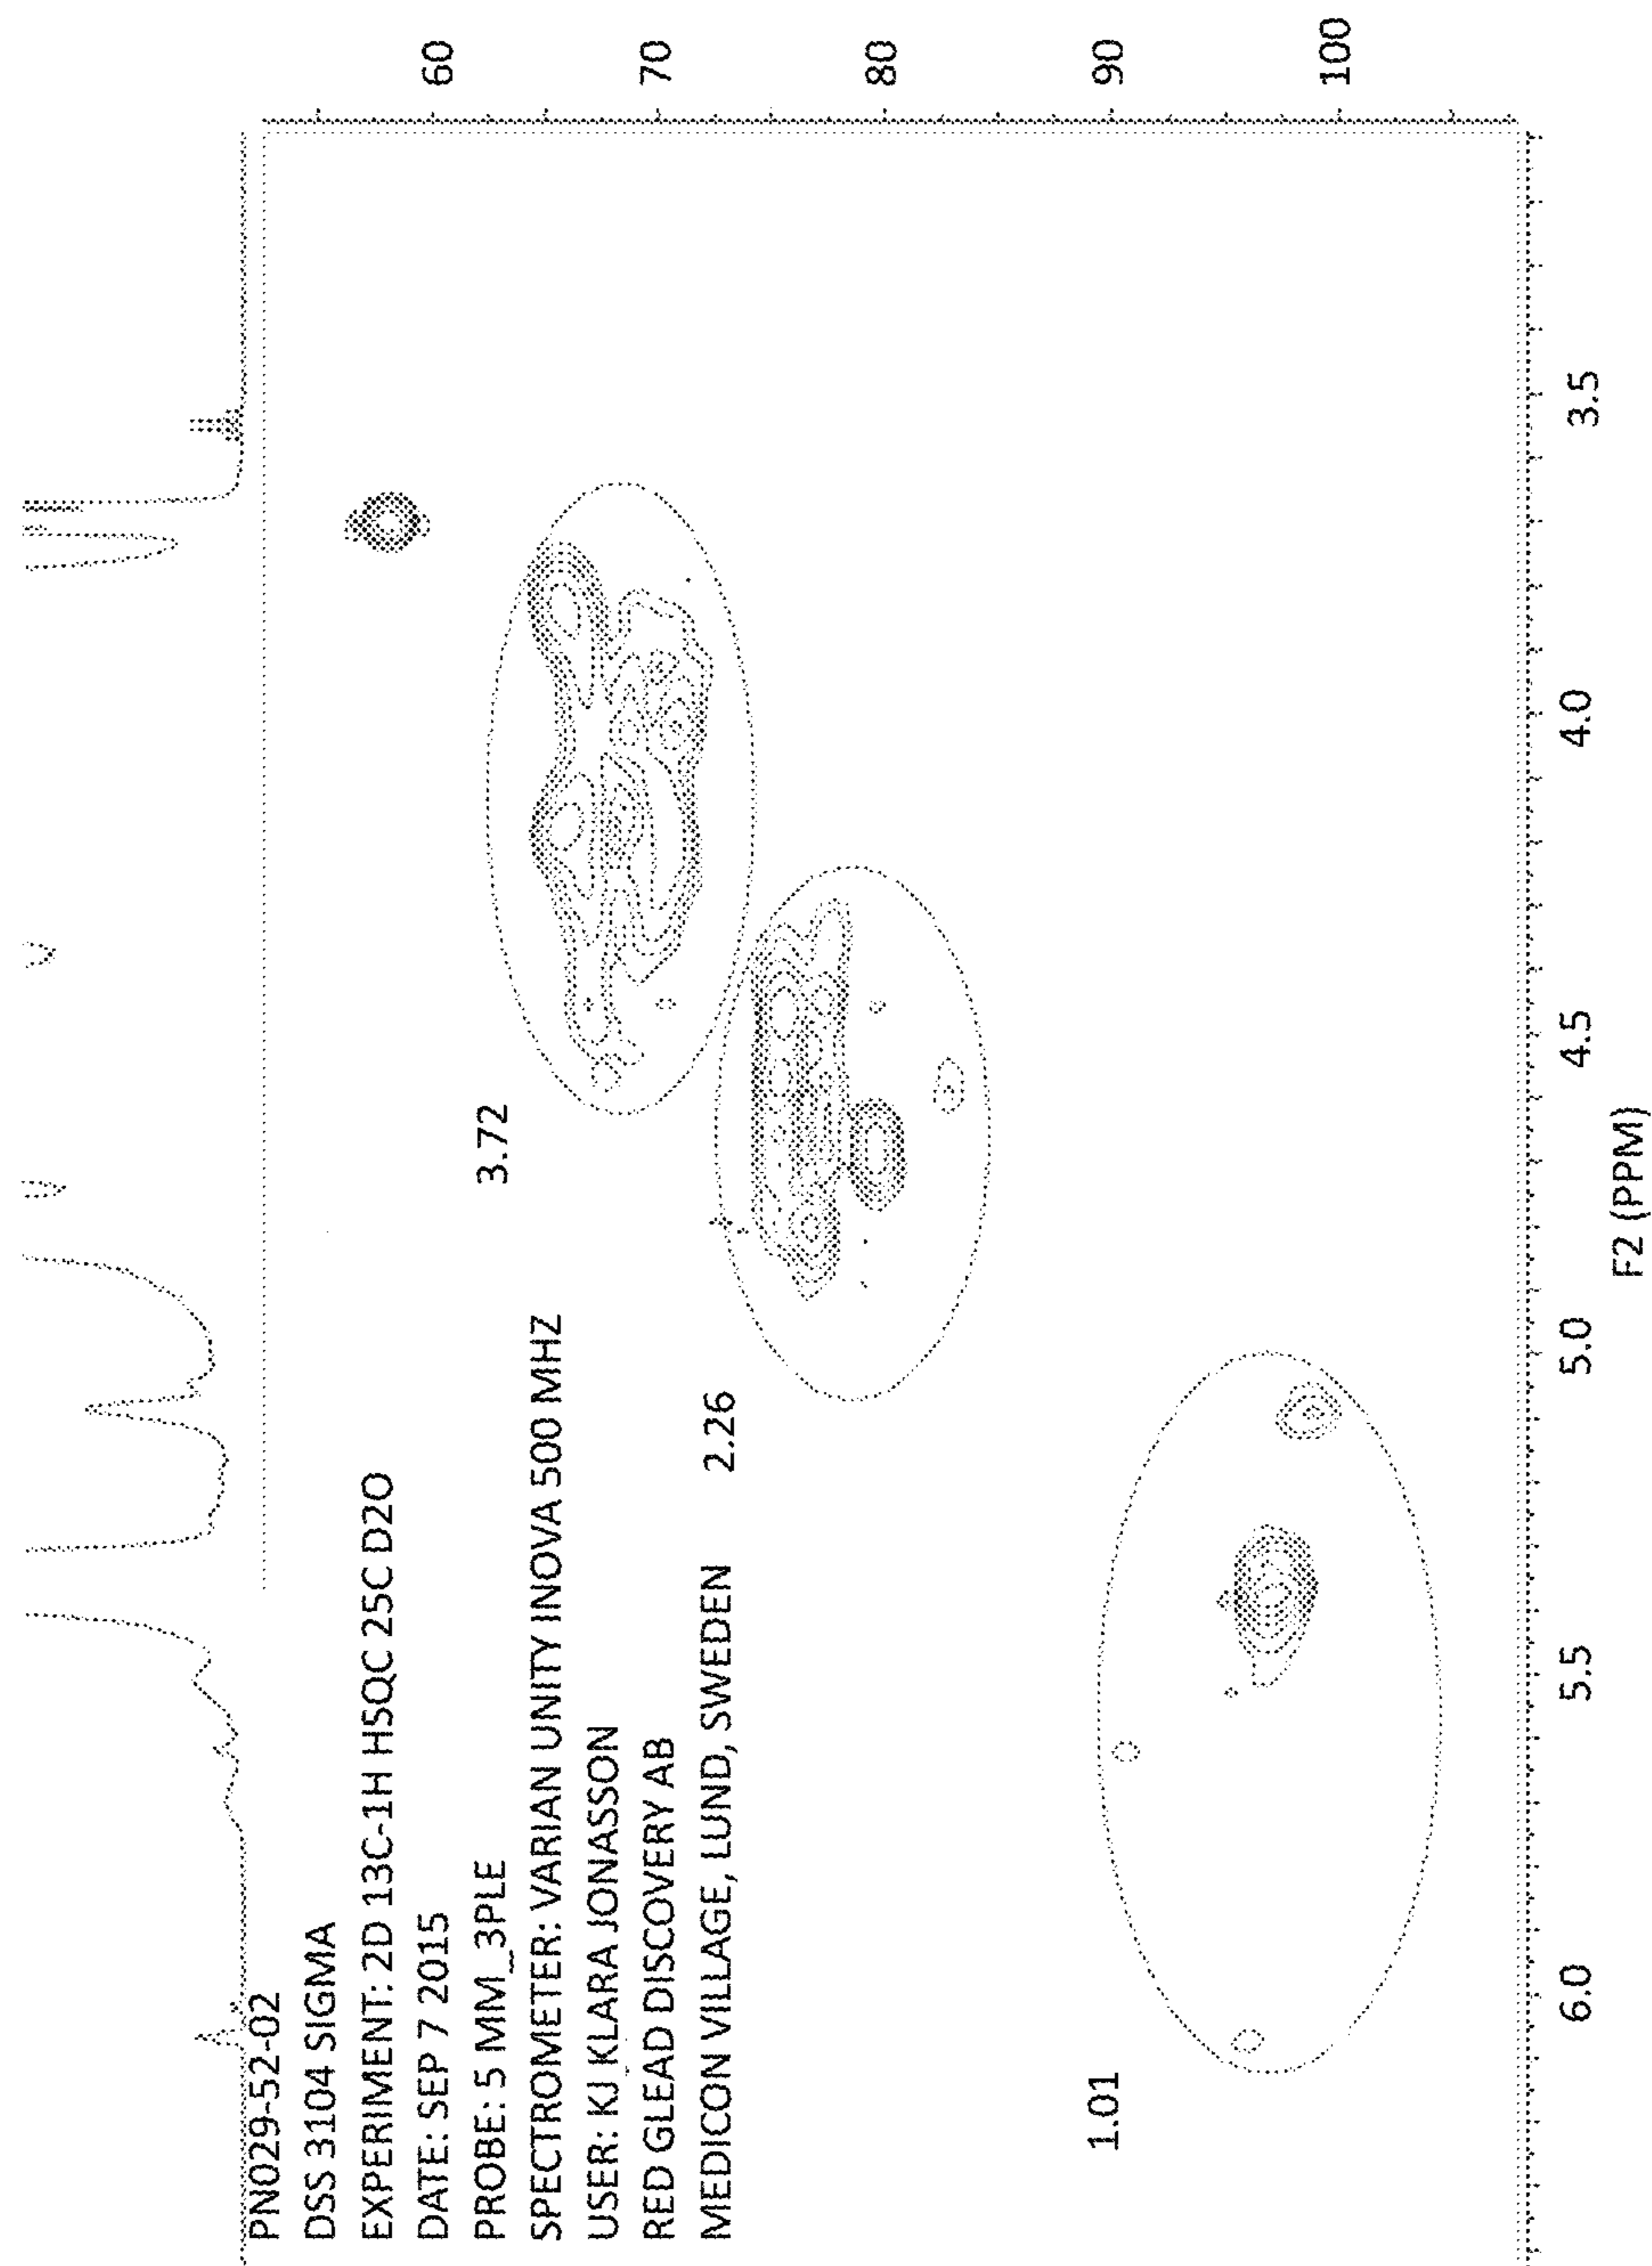 PN029-52-02
DSS 3104 SIGMA
EXPERIMENT: 2D 13C-1H HSQC 25C D2O
DATE: SEP 7 2015
PROBE: 5 MM_3PLE
SPECTROMETER: VARIAN UNITY INOVA 500 MHZ
USER: KJ KLARA JONASSON
RED GLEAD DISCOVERY AB
MEDICON VILLAGE, LUND, SWEDEN
3.72
2.26
1.01
60
70
80
90
100
6.0
5.5
5.0
4.5
4.0
3.5
F2 (PPM)